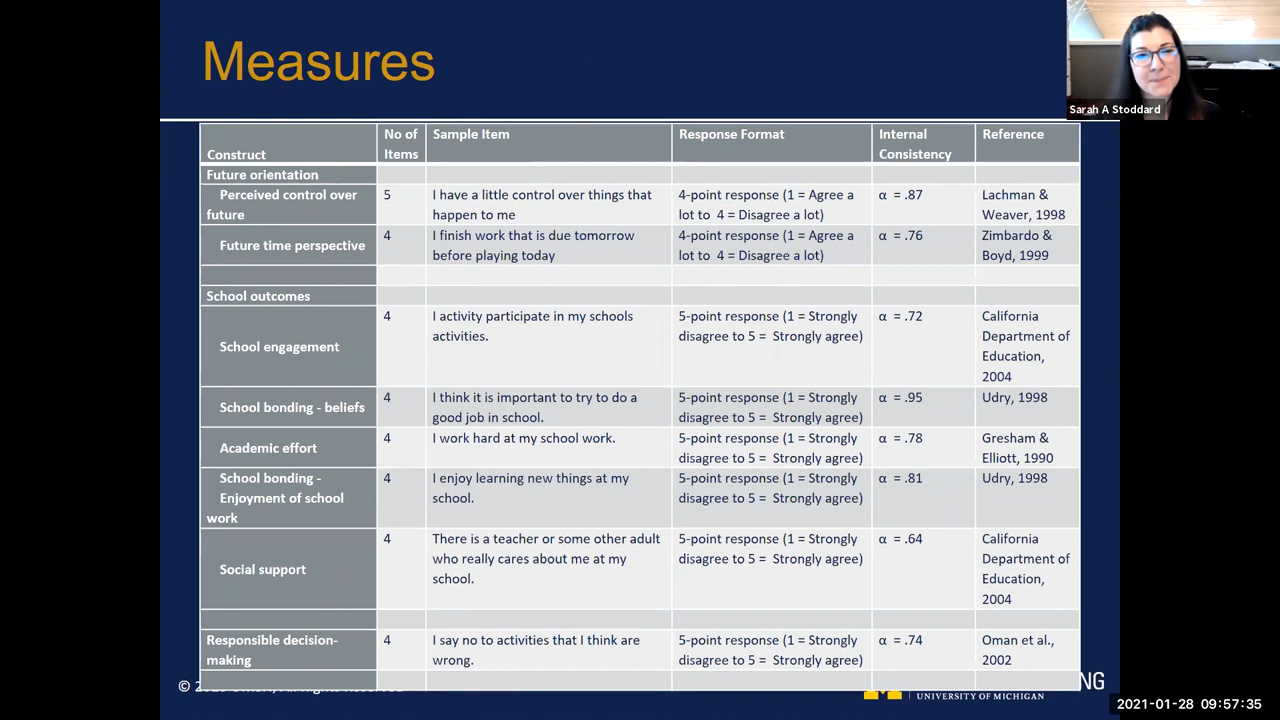 Measures
Sarah A Stoddard
Construct
No of
Items
Sample Item
Response Format
Internal
Consistency
Reference
Future orientation
Perceived control over
future
5
I have a little control over things that
happen to me
4-point response (1 = Agree a
lot to 4 = Disagree a lot)
α = .87
Lachman &
Weaver, 1998
Future time perspective
4
I finish work that is due tomorrow
before playing today
4-point response (1 = Agree a
lot to 4 = Disagree a lot)
α = .76
Zimbardo &
Boyd, 1999
School outcomes
School engagement
4
I activity participate in my schools
activities.
5-point response (1 = Strongly
disagree to 5 = Strongly agree)
α = .72
California
Department of
Education,
2004
School bonding - beliefs
4
I think it is important to try to do a
good job in school.
5-point response (1 = Strongly
disagree to 5 = Strongly agree)
α = .95
Udry, 1998
Academic effort
4
I work hard at my school work.
5-point response (1 = Strongly
disagree to 5 = Strongly agree)
α = .78
Gresham &
Elliott, 1990
School bonding -
Enjoyment of school
work
4
I enjoy learning new things at my
school.
5-point response (1 = Strongly
disagree to 5 = Strongly agree)
α = .81
Udry, 1998
Social support
4
There is a teacher or some other adult
who really cares about me at my
school.
5-point response (1 = Strongly
disagree to 5 = Strongly agree)
α = .64
California
Department of
Education,
2004
Responsible decision-
making
4
I say no to activities that I think are
wrong.
5-point response (1 = Strongly
disagree to 5 = Strongly agree)
α = .74
Oman et al.,
2002
©
UNIVERSITY OF MICHIGAN
2021-01-28 09:57:35